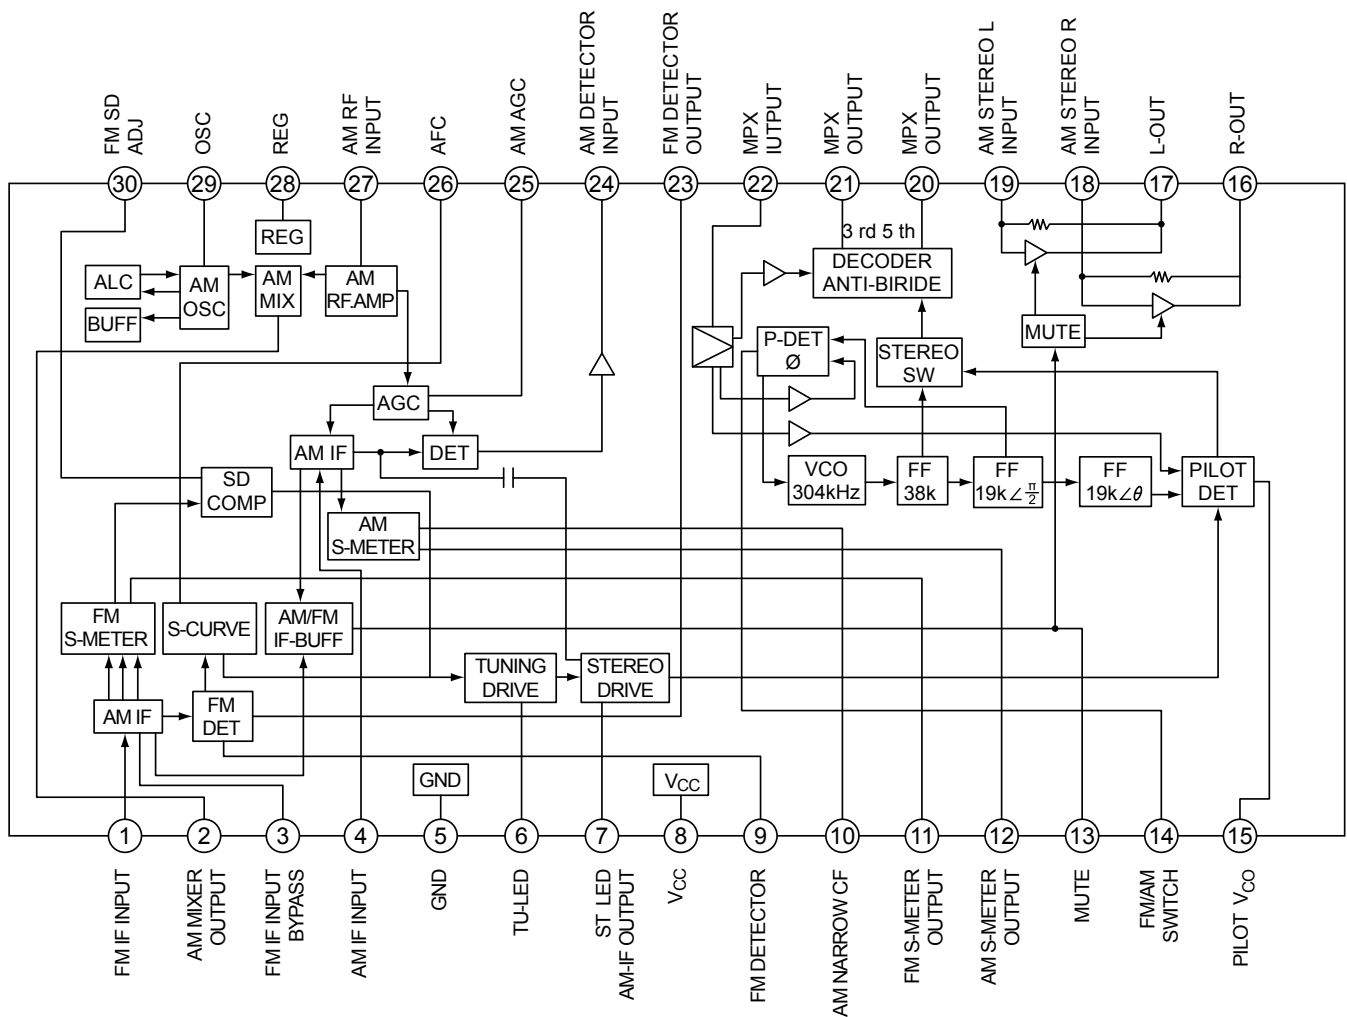 FM SD
ADJ
OSC
REG
AM RF
INPUT
AFC
AM AGC
AM DETECTOR
INPUT
FM DETECTOR
OUTPUT
MPX
IUTPUT
MPX
OUTPUT
MPX
OUTPUT
AM STEREO L
INPUT
AM STEREO R
INPUT
L-OUT
R-OUT
30
29
28
27
26
25
24
23
22
21
20
19
18
17
16
REG
3 rd 5 th
ALC
AM
OSC
AM
MIX
AM
RF.AMP
BUFF
DECODER
ANTI-BIRIDE
MUTE
P-DET
Ø
STEREO
SW
AGC
AM IF
DET
SD
COMP
VCO
304kHz
FF
38k
FF
19k∠π/2
FF
19k∠θ
PILOT
DET
AM
S-METER
FM
S-METER
S-CURVE
AM/FM
IF-BUFF
TUNING
DRIVE
STEREO
DRIVE
AM IF
FM
DET
GND
VCC
1
2
3
4
5
6
7
8
9
10
11
12
13
14
15
FM IF INPUT
AM MIXER
OUTPUT
FM IF INPUT
BYPASS
AM IF INPUT
GND
TU-LED
ST LED
AM-IF OUTPUT
VCC
FM DETECTOR
AM NARROW CF
FM S-METER
OUTPUT
AM S-METER
OUTPUT
MUTE
FM/AM
SWITCH
PILOT VCO